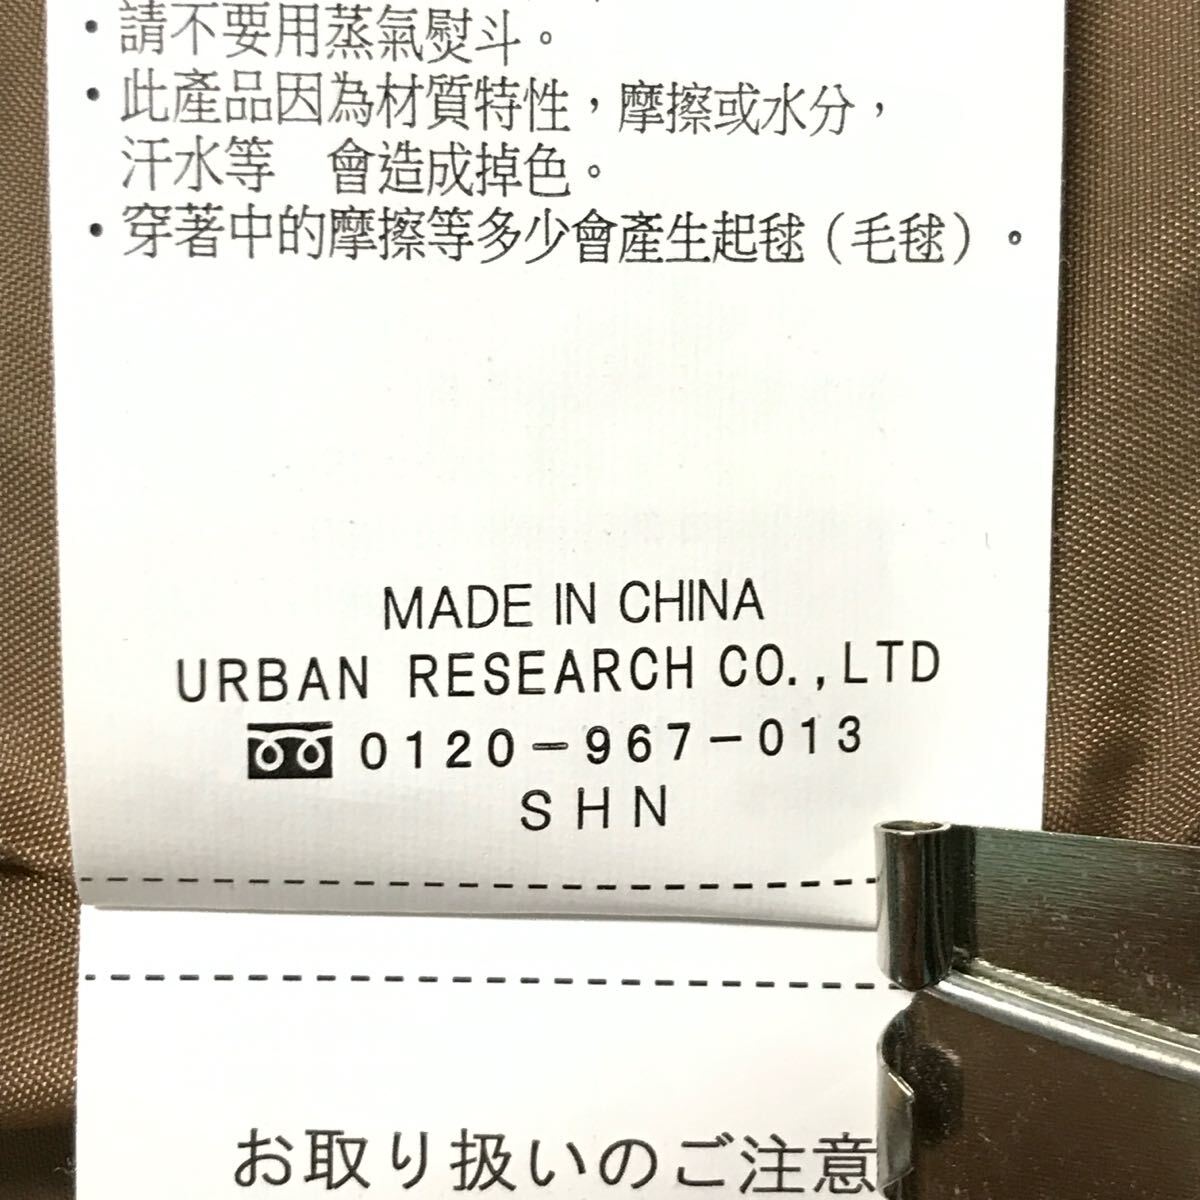 ・請不要用蒸氣熨斗。
・此產品因為材質特性，摩擦或水分，
汗水等　會造成掉色。
・穿著中的摩擦等多少會產生起毬（毛毬）。
MADE IN CHINA
URBAN RESEARCH CO.,LTD
0120-967-013
SHN
お取り扱いのご注意